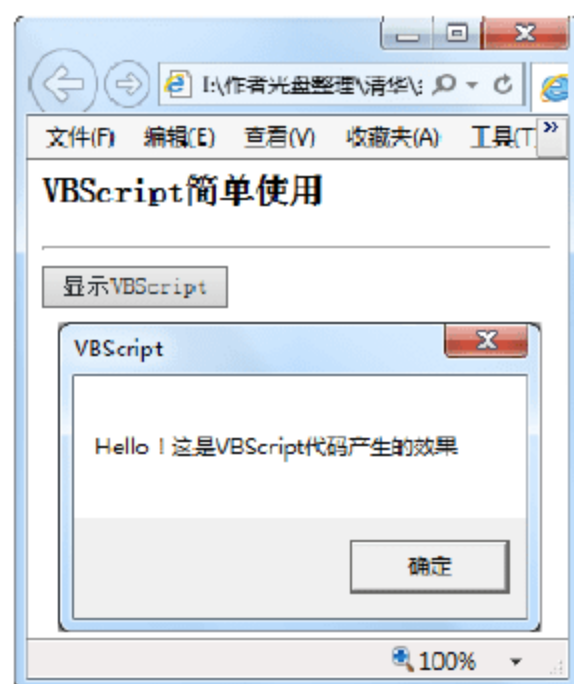 I:\作者光盘整理\清华\
文件(F) 编辑(E) 查看(V) 收藏夹(A) 工具(T
VBScript简单使用
显示VBScript
VBScript
Hello！这是VBScript代码产生的效果
确定
100%